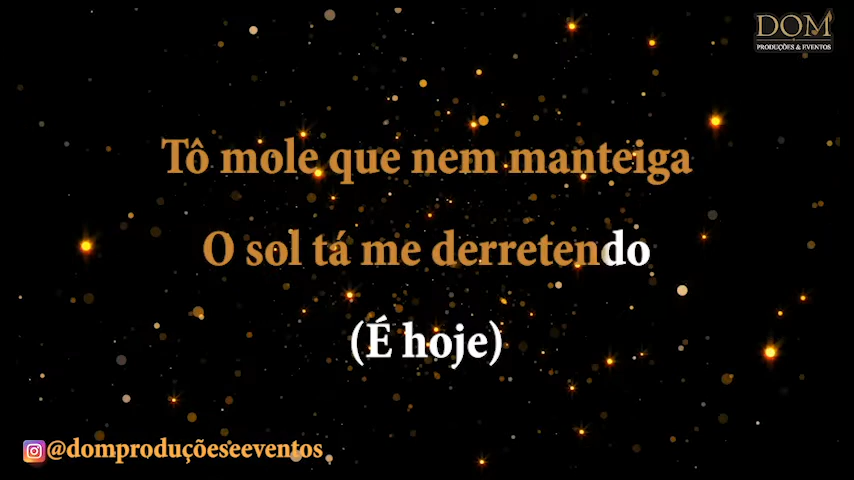 DOM
PRODUÇÕES & EVENTOS
Tô mole que nem manteiga
O sol tá me derretendo
(É hoje)
@domproduçõeseeventos